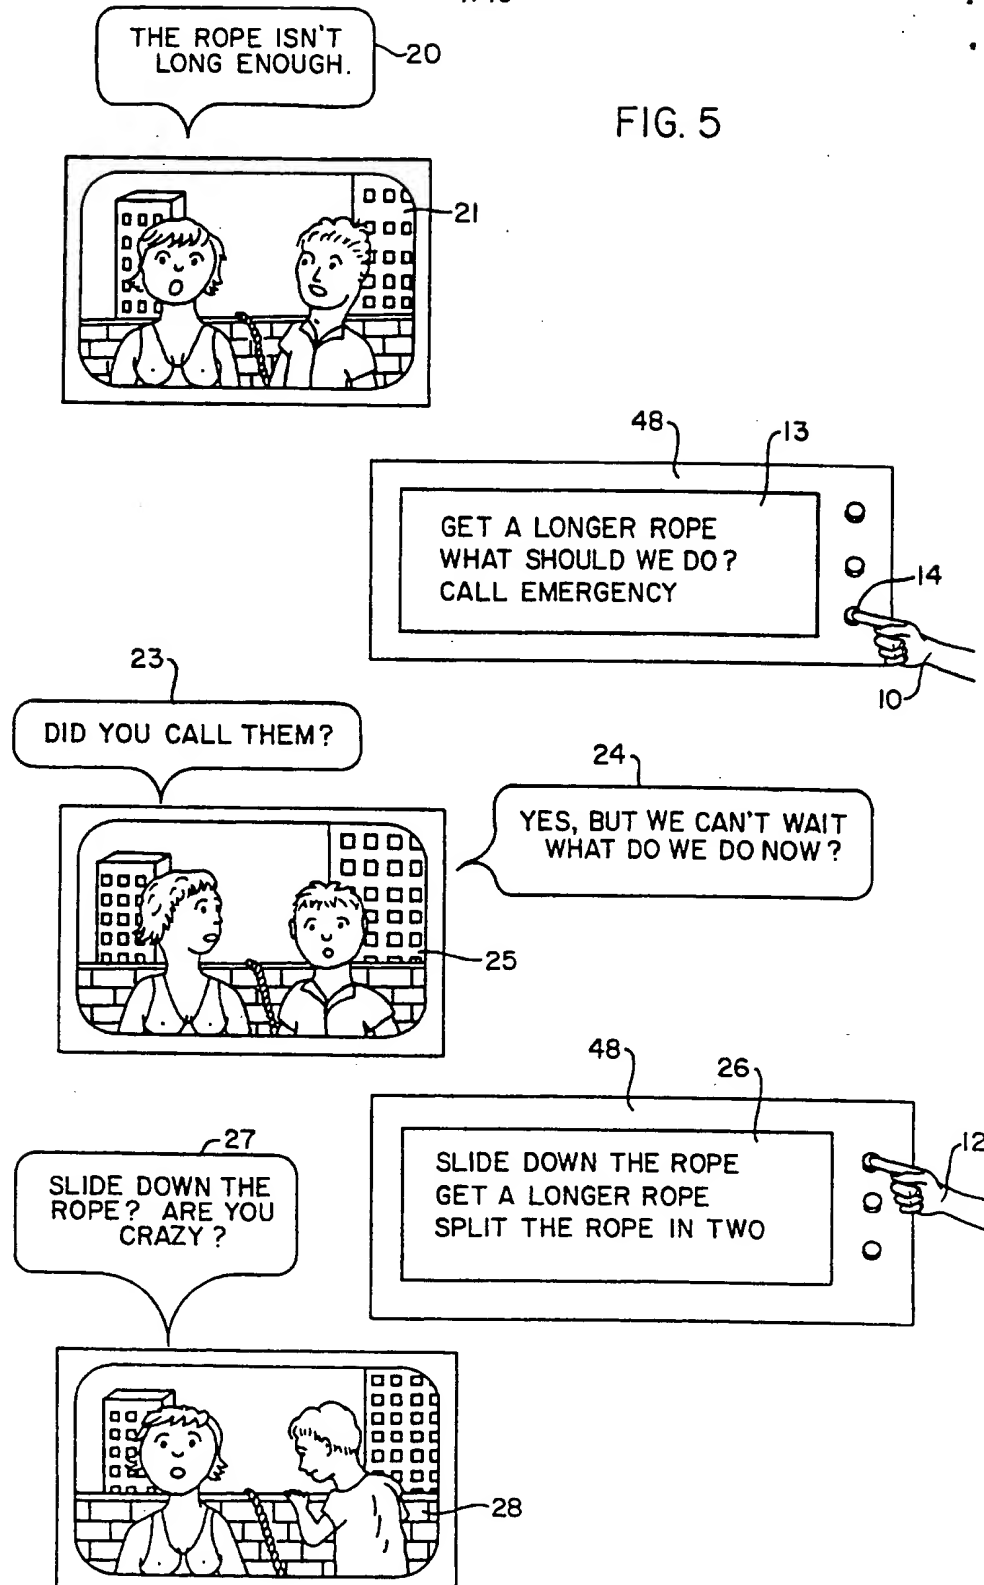 THE ROPE ISN'T
LONG ENOUGH.
20
FIG. 5
21
48
13
GET A LONGER ROPE
WHAT SHOULD WE DO?
CALL EMERGENCY
14
10
23
DID YOU CALL THEM?
24
YES, BUT WE CAN'T WAIT
WHAT DO WE DO NOW?
25
48
26
SLIDE DOWN THE ROPE
GET A LONGER ROPE
SPLIT THE ROPE IN TWO
12
27
SLIDE DOWN THE
ROPE? ARE YOU
CRAZY?
28